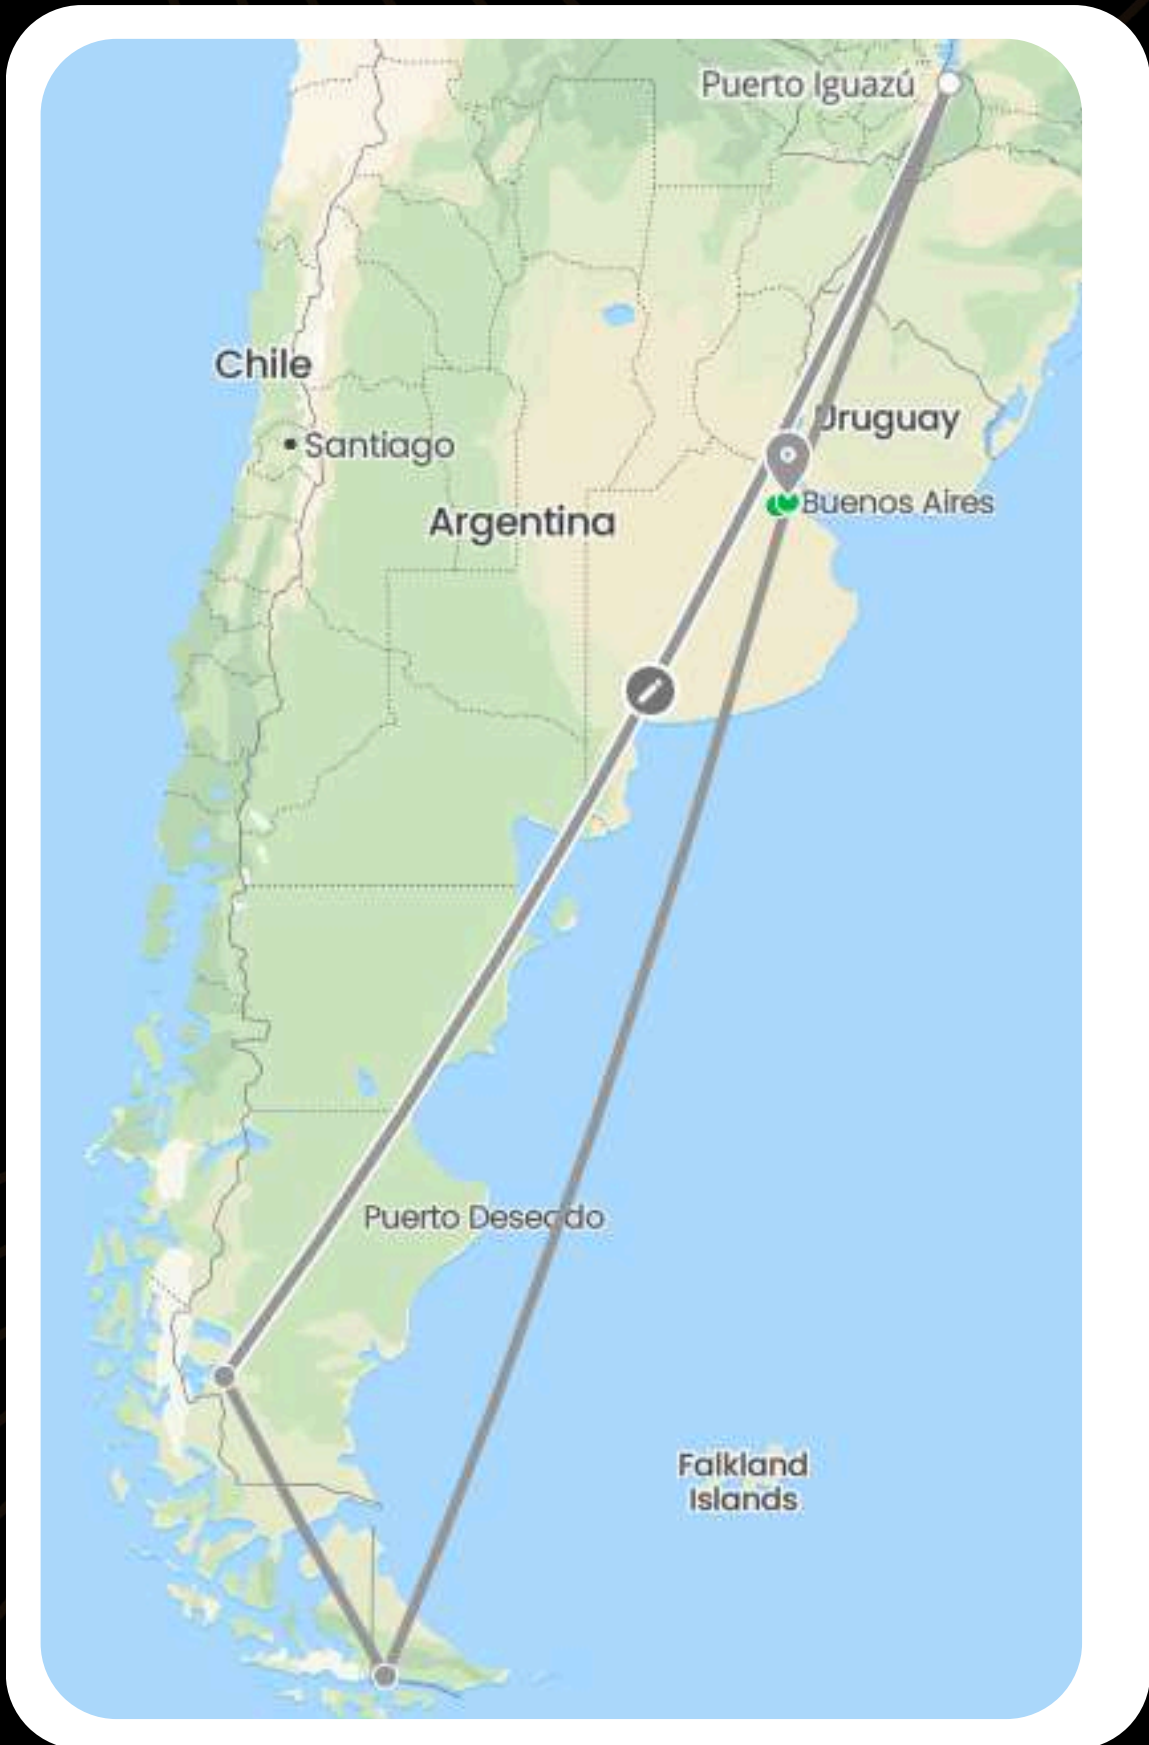 Puerto Iguazú
Chile
Uruguay
Santiago
Buenos Aires
Argentina
Puerto Deseado
Falkland
Islands